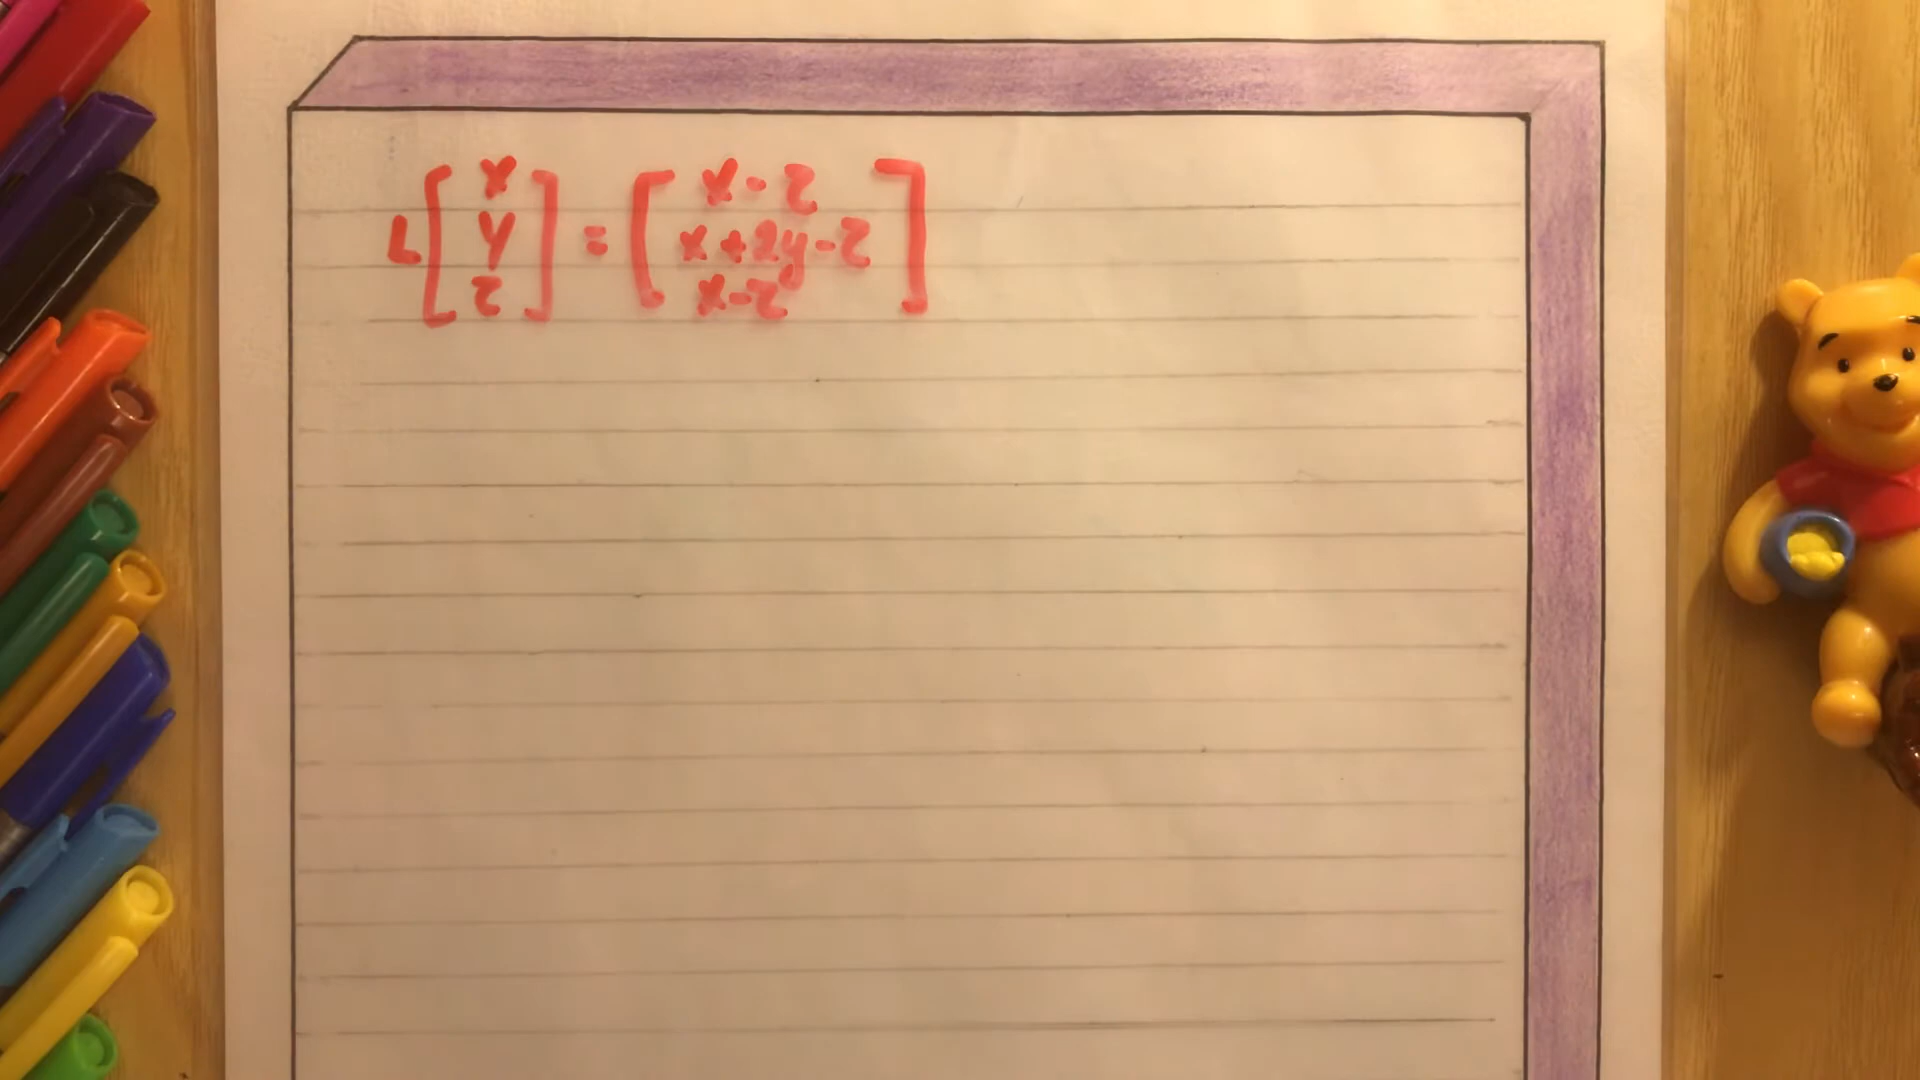 L [ x y z ] = [ x - z
x + 2y - z
x - z ]